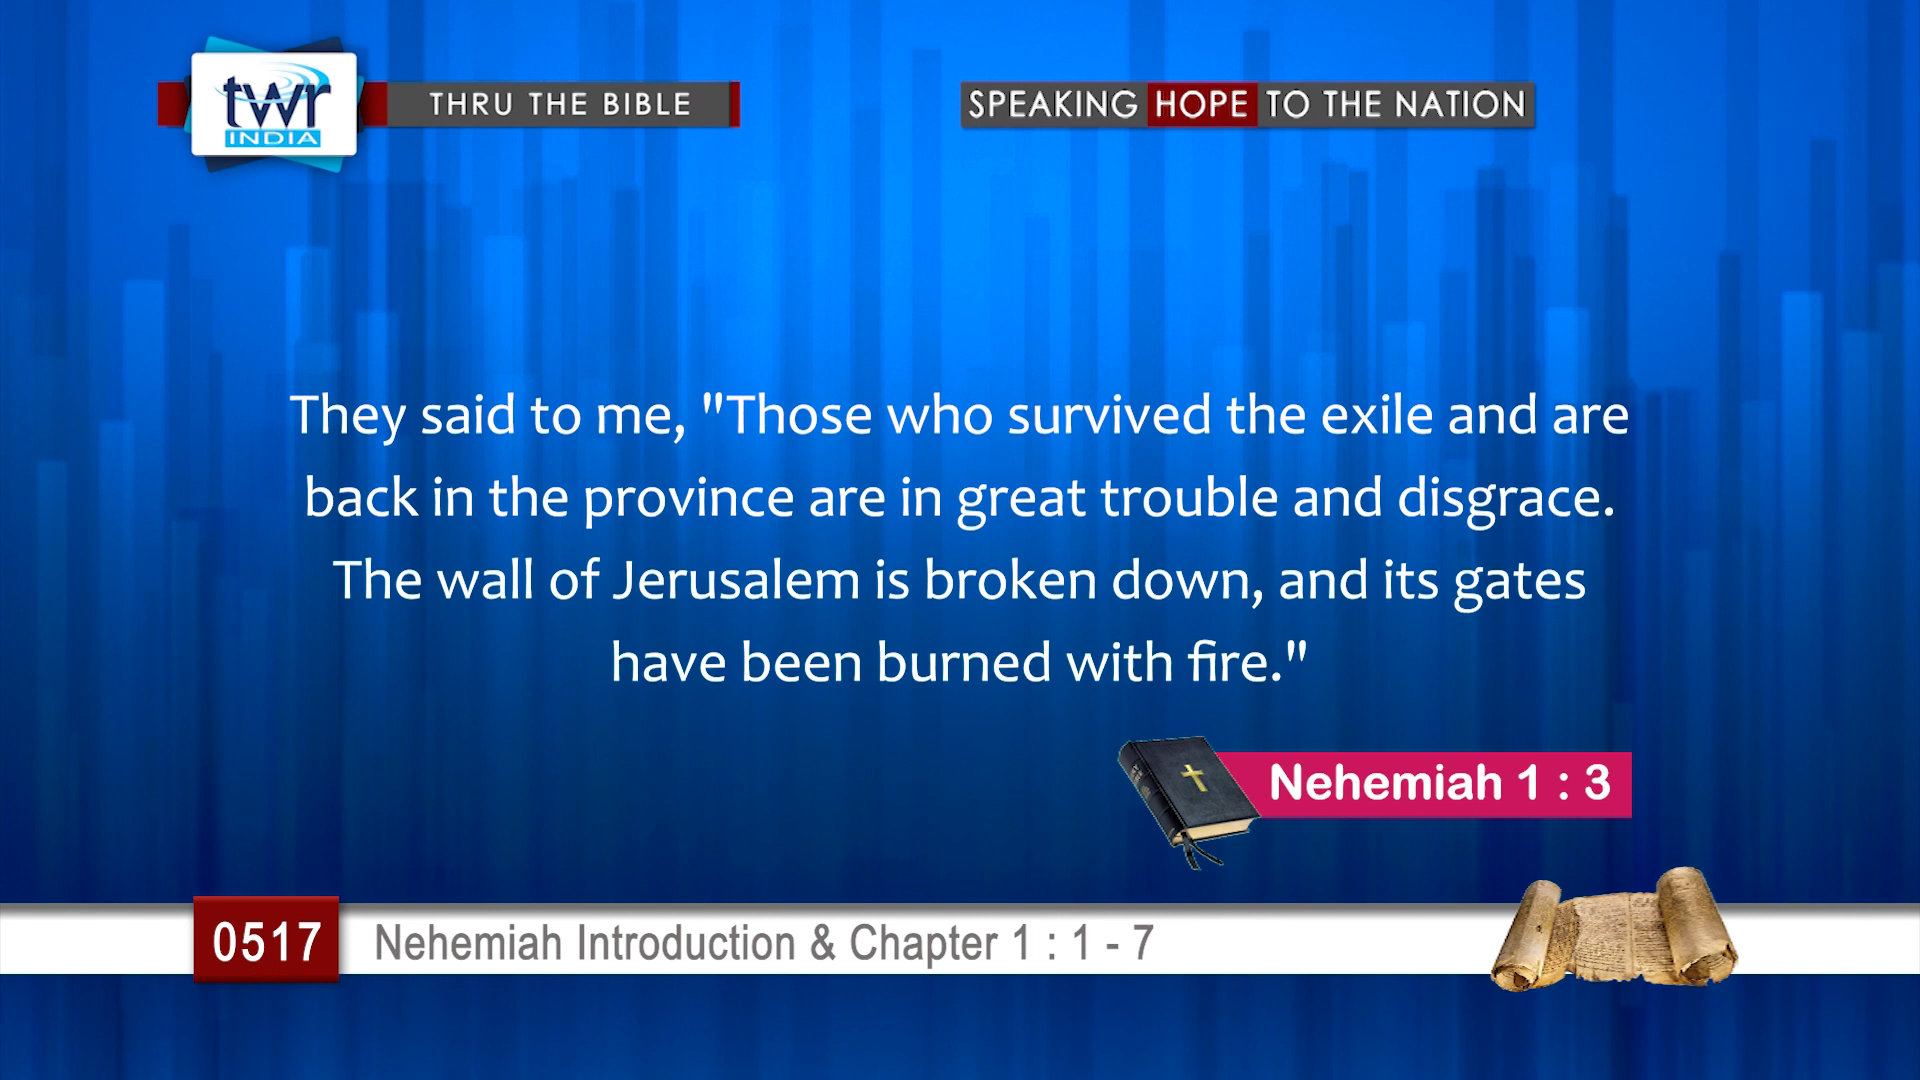 twr
INDIA
THRU THE BIBLE
SPEAKING HOPE TO THE NATION
They said to me, "Those who survived the exile and are
back in the province are in great trouble and disgrace.
The wall of Jerusalem is broken down, and its gates
have been burned with fire."
Nehemiah 1 : 3
0517
Nehemiah Introduction & Chapter 1 : 1 - 7